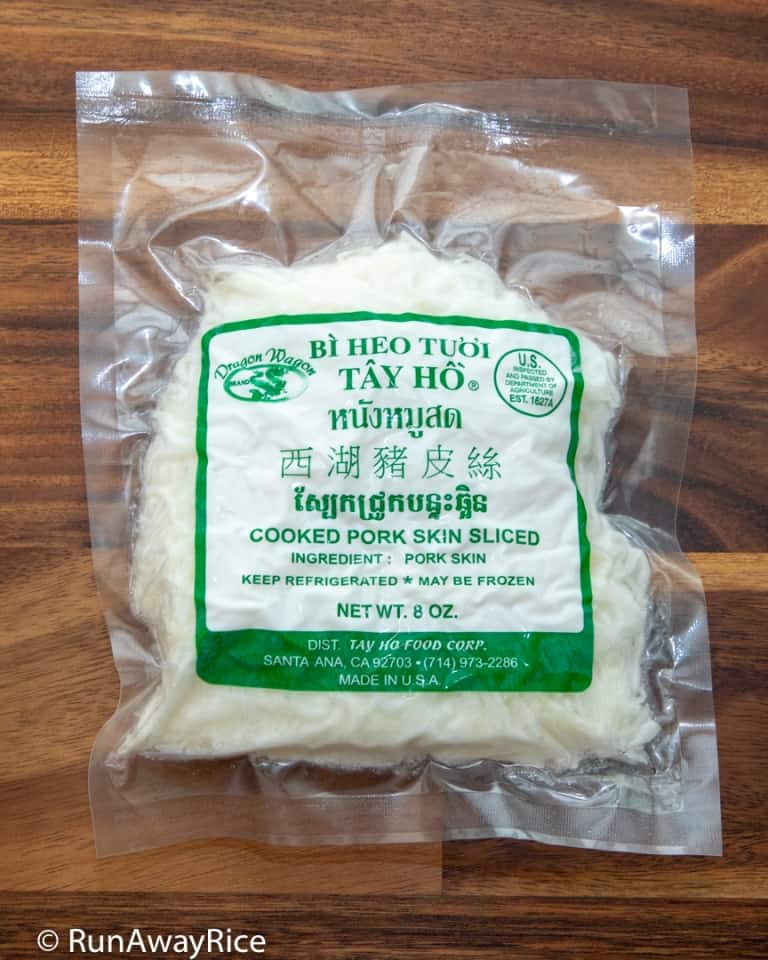 Dragon Wagon
BRAND
BÌ HEO TƯƠI
TÂY HỒ®
U.S.
INSPECTED
AND PASSED BY
DEPARTMENT OF
AGRICULTURE
EST. 1627A
หนังหมูสด
西湖豬皮絲
ស្បែកជ្រូកបន្ទះឆ្អិន
COOKED PORK SKIN SLICED
INGREDIENT : PORK SKIN
KEEP REFRIGERATED * MAY BE FROZEN
NET WT. 8 OZ.
DIST. TAY HO FOOD CORP.
SANTA ANA, CA 92703 • (714) 973-2286
MADE IN U.S.A.
© RunAwayRice